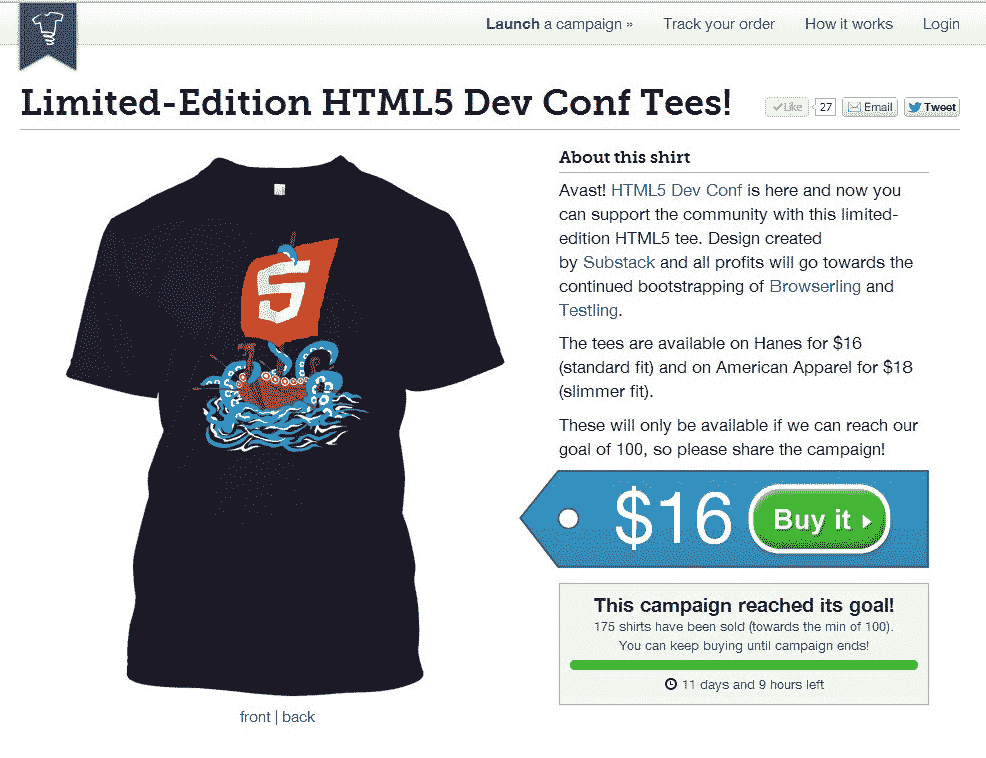 Launch a campaign » Track your order How it works Login
Limited-Edition HTML5 Dev Conf Tees!
Like 27 Email Tweet
About this shirt
Avast! HTML5 Dev Conf is here and now you
can support the community with this limited-
edition HTML5 tee. Design created
by Substack and all profits will go towards the
continued bootstrapping of Browserling and
Testling.
The tees are available on Hanes for $16
(standard fit) and on American Apparel for $18
(slimmer fit).
These will only be available if we can reach our
goal of 100, so please share the campaign!
5
$16 Buy it
This campaign reached its goal!
175 shirts have been sold (towards the min of 100).
You can keep buying until campaign ends!
11 days and 9 hours left
front | back